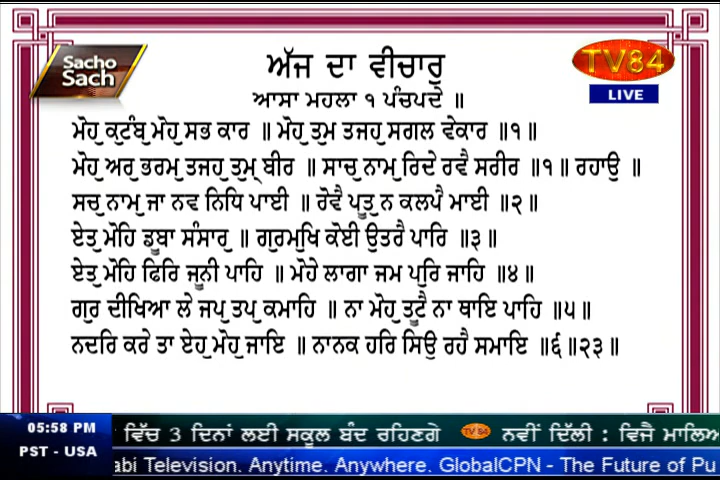 Sacho
Sach
ਅੱਜ ਦਾ ਵੀਚਾਰੁ
TV84
LIVE
ਆਸਾ ਮਹਲਾ ੧ ਪੰਚਪਦੇ ॥
ਮੋਹੁ ਕੁਟੰਬੁ ਮੋਹੁ ਸਭ ਕਾਰ ॥ ਮੋਹੁ ਤੁਮ ਤਜਹੁ ਸਗਲ ਵੇਕਾਰ ॥੧॥
ਮੋਹੁ ਅਰੁ ਭਰਮੁ ਤਜਹੁ ਤੁਮ੍ਹ ਬੀਰ ॥ ਸਾਚੁ ਨਾਮੁ ਰਿਦੇ ਰਵੈ ਸਰੀਰ ॥੧॥ ਰਹਾਉ ॥
ਸਚੁ ਨਾਮੁ ਜਾ ਨਵ ਨਿਧਿ ਪਾਈ ॥ ਰੋਵੈ ਪੂਤੁ ਨ ਕਲਪੈ ਮਾਈ ॥੨॥
ਏਤੁ ਮੋਹਿ ਡੂਬਾ ਸੰਸਾਰੁ ॥ ਗੁਰਮੁਖਿ ਕੋਈ ਉਤਰੈ ਪਾਰਿ ॥੩॥
ਏਤੁ ਮੋਹਿ ਫਿਰਿ ਜੂਨੀ ਪਾਹਿ ॥ ਮੋਹੇ ਲਾਗਾ ਜਮ ਪੁਰਿ ਜਾਹਿ ॥੪॥
ਗੁਰ ਦੀਖਿਆ ਲੇ ਜਪੁ ਤਪੁ ਕਮਾਹਿ ॥ ਨਾ ਮੋਹੁ ਤੂਟੈ ਨਾ ਥਾਇ ਪਾਹਿ ॥੫॥
ਨਦਰਿ ਕਰੇ ਤਾ ਏਹੁ ਮੋਹੁ ਜਾਇ ॥ ਨਾਨਕ ਹਰਿ ਸਿਉ ਰਹੈ ਸਮਾਇ ॥੬॥੨੩॥
05:58 PM
PST - USA
ਵਿੱਚ 3 ਦਿਨਾਂ ਲਈ ਸਕੂਲ ਬੰਦ ਰਹਿਣਗੇ TV 84 ਨਵੀਂ ਦਿੱਲੀ : ਵਿਜੈ ਮਾਲਿਆ
abi Television. Anytime. Anywhere. GlobalCPN - The Future of Pu